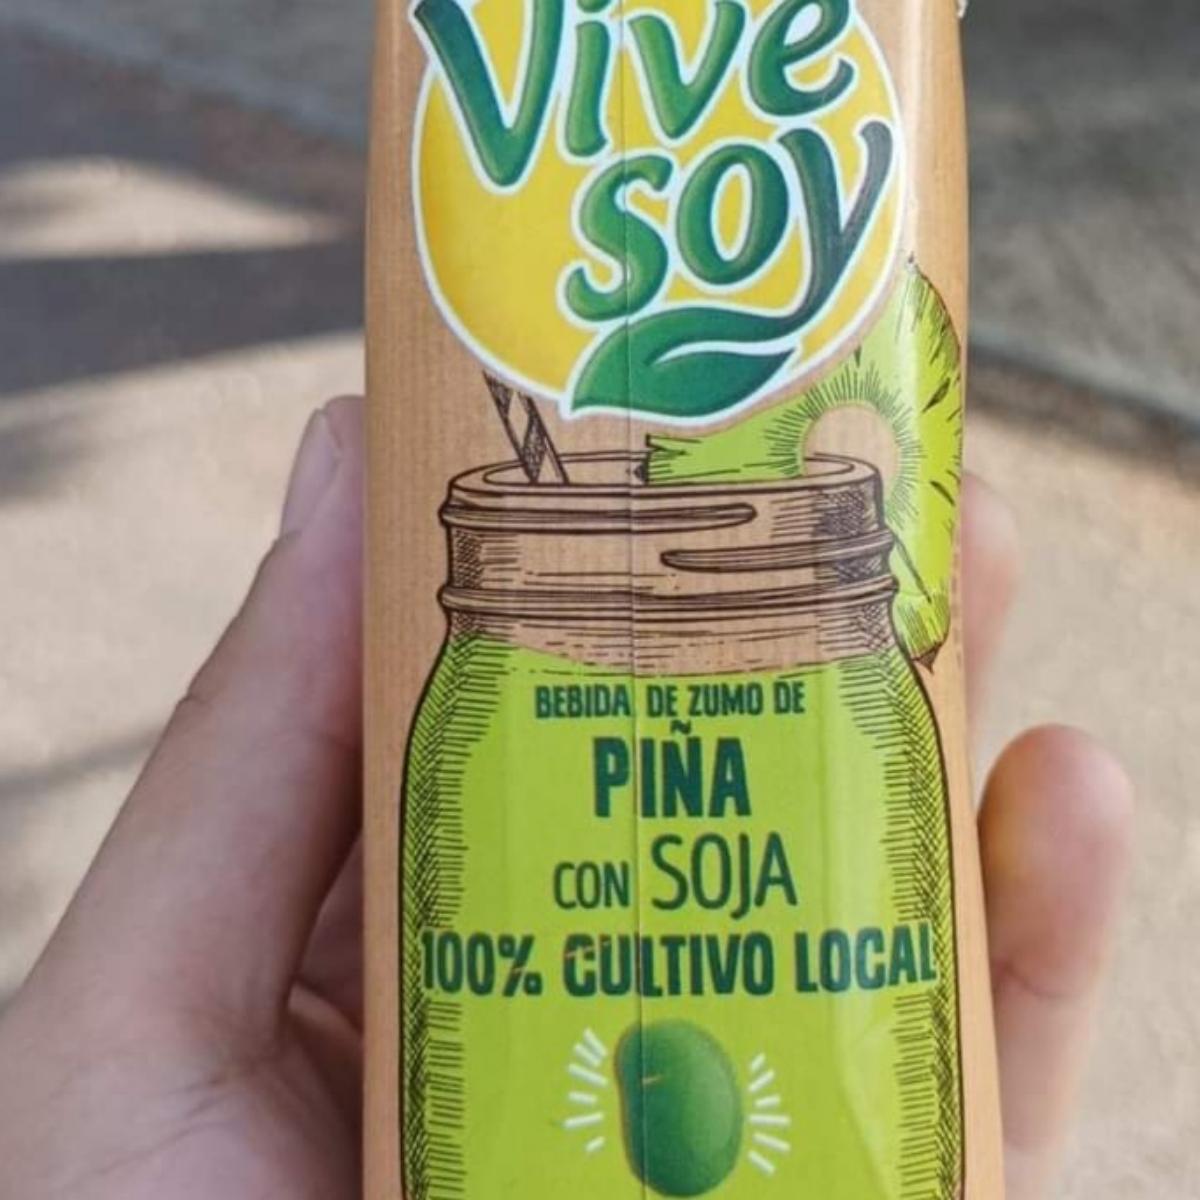 Vive
soy
BEBIDA DE ZUMO DE
PIÑA
CON SOJA
100% CULTIVO LOCAL